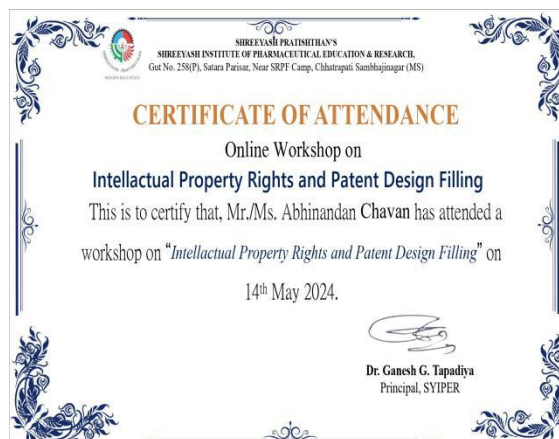 SHREEYASH PRATISHTHAN'S
SHREEYASH INSTITUTE OF PHARMACEUTICAL EDUCATION & RESEARCH,
Gut No. 258(P), Satara Parisar, Near SRPF Camp, Chhatrapati Sambhajinagar (MS)
CERTIFICATE OF ATTENDANCE
Online Workshop on
Intellactual Property Rights and Patent Design Filling
This is to certify that, Mr./Ms. Abhinandan Chavan has attended a
workshop on “Intellactual Property Rights and Patent Design Filling” on
14th May 2024.
Dr. Ganesh G. Tapadiya
Principal, SYIPER